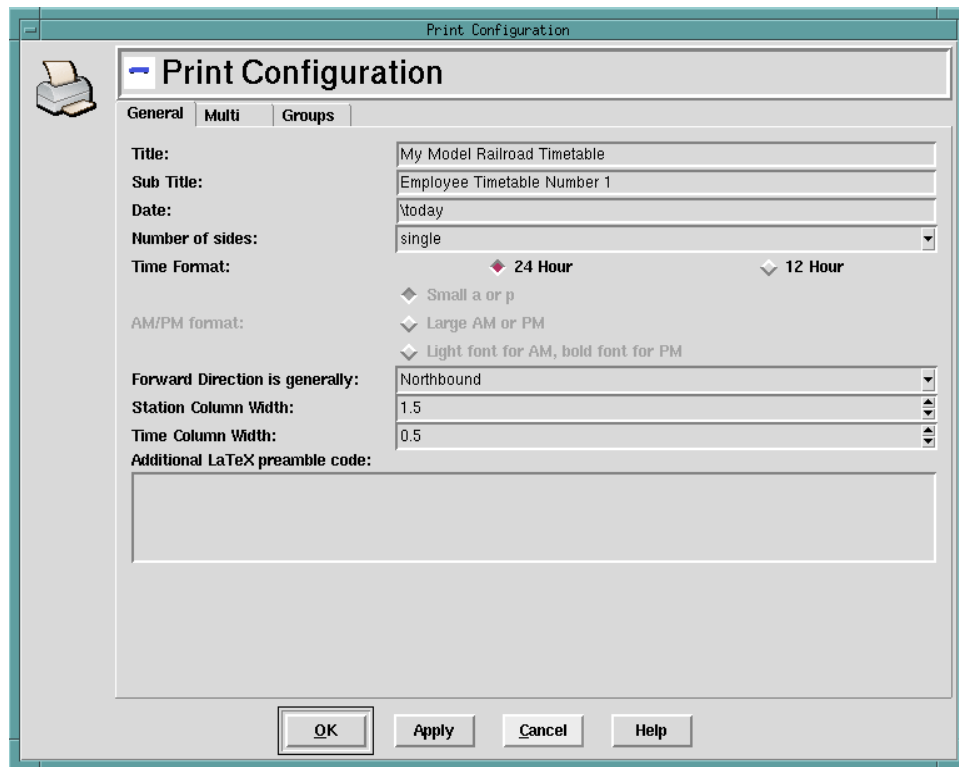 Print Configuration
Print Configuration
General Multi Groups
Title: My Model Railroad Timetable
Sub Title: Employee Timetable Number 1
Date: \today
Number of sides: single
Time Format: 24 Hour 12 Hour
Small a or p
AM/PM format: Large AM or PM
Light font for AM, bold font for PM
Forward Direction is generally: Northbound
Station Column Width: 1.5
Time Column Width: 0.5
Additional LaTeX preamble code:
OK Apply Cancel Help